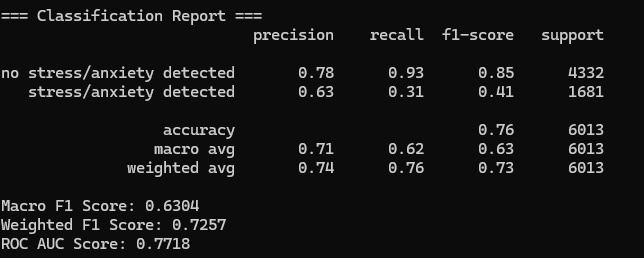 === Classification Report ===
precision recall f1-score support
no stress/anxiety detected 0.78 0.93 0.85 4332
stress/anxiety detected 0.63 0.31 0.41 1681
accuracy 0.76 6013
macro avg 0.71 0.62 0.63 6013
weighted avg 0.74 0.76 0.73 6013
Macro F1 Score: 0.6304
Weighted F1 Score: 0.7257
ROC AUC Score: 0.7718